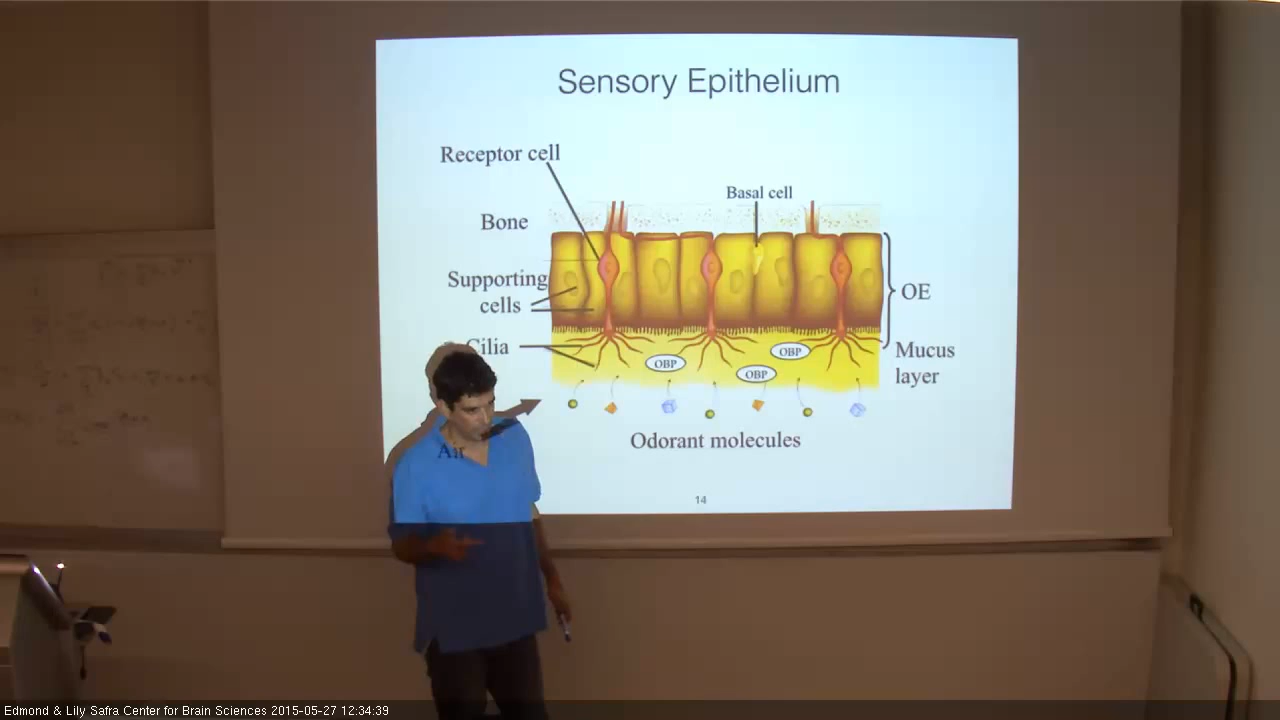 Sensory Epithelium
Receptor cell
Basal cell
Bone
Supporting
cells
OE
Cilia
OBP
OBP
OBP
Mucus
layer
Odorant molecules
Air
14
Edmond & Lily Safra Center for Brain Sciences 2015-05-27 12:34:39